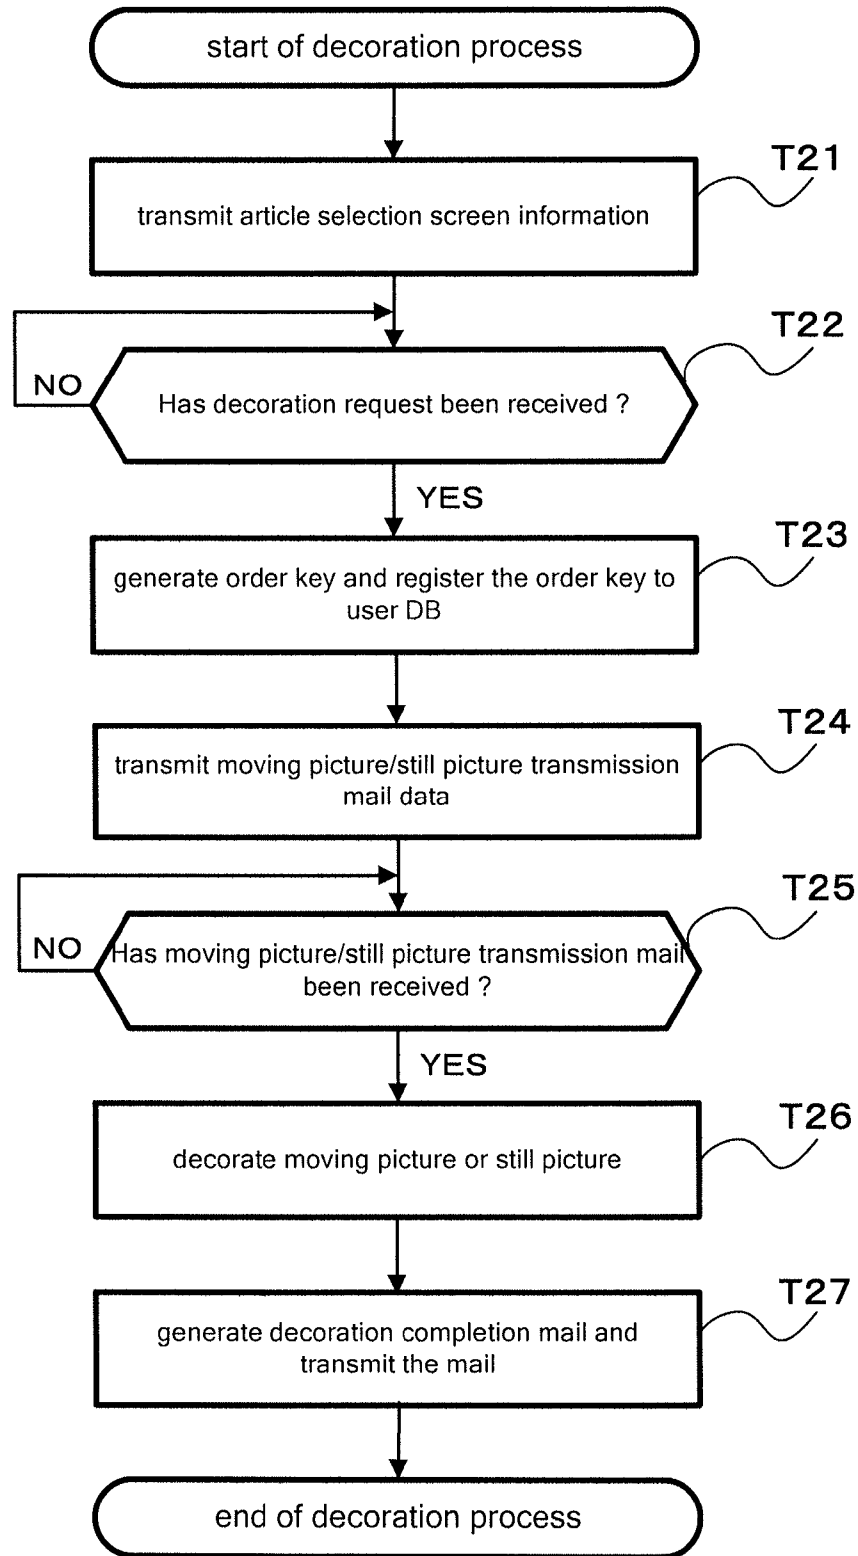 start of decoration process
T21
transmit article selection screen information
T22
NO
Has decoration request been received ?
YES
T23
generate order key and register the order key to
user DB
T24
transmit moving picture/still picture transmission
mail data
T25
NO
Has moving picture/still picture transmission mail
been received ?
YES
T26
decorate moving picture or still picture
T27
generate decoration completion mail and
transmit the mail
end of decoration process